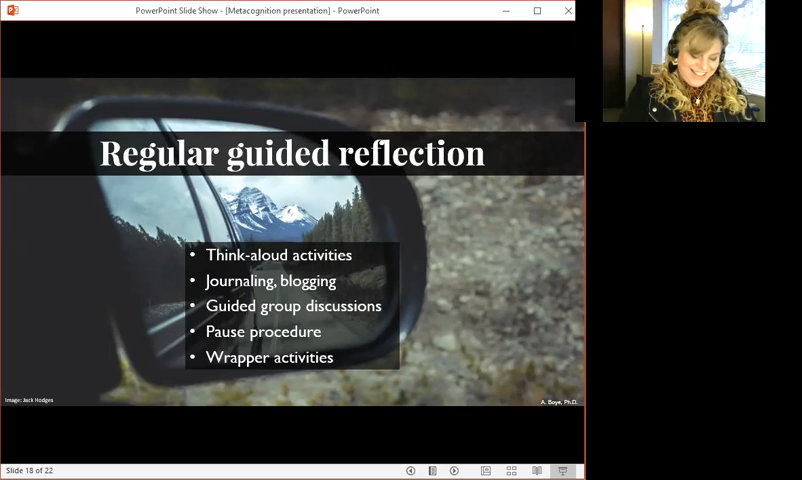 PowerPoint Slide Show - [Metacognition presentation] - PowerPoint
Regular guided reflection
• Think-aloud activities
• Journaling, blogging
• Guided group discussions
• Pause procedure
• Wrapper activities
Image: Jack Hodges
A. Soye, Ph.D.
Slide 18 of 22